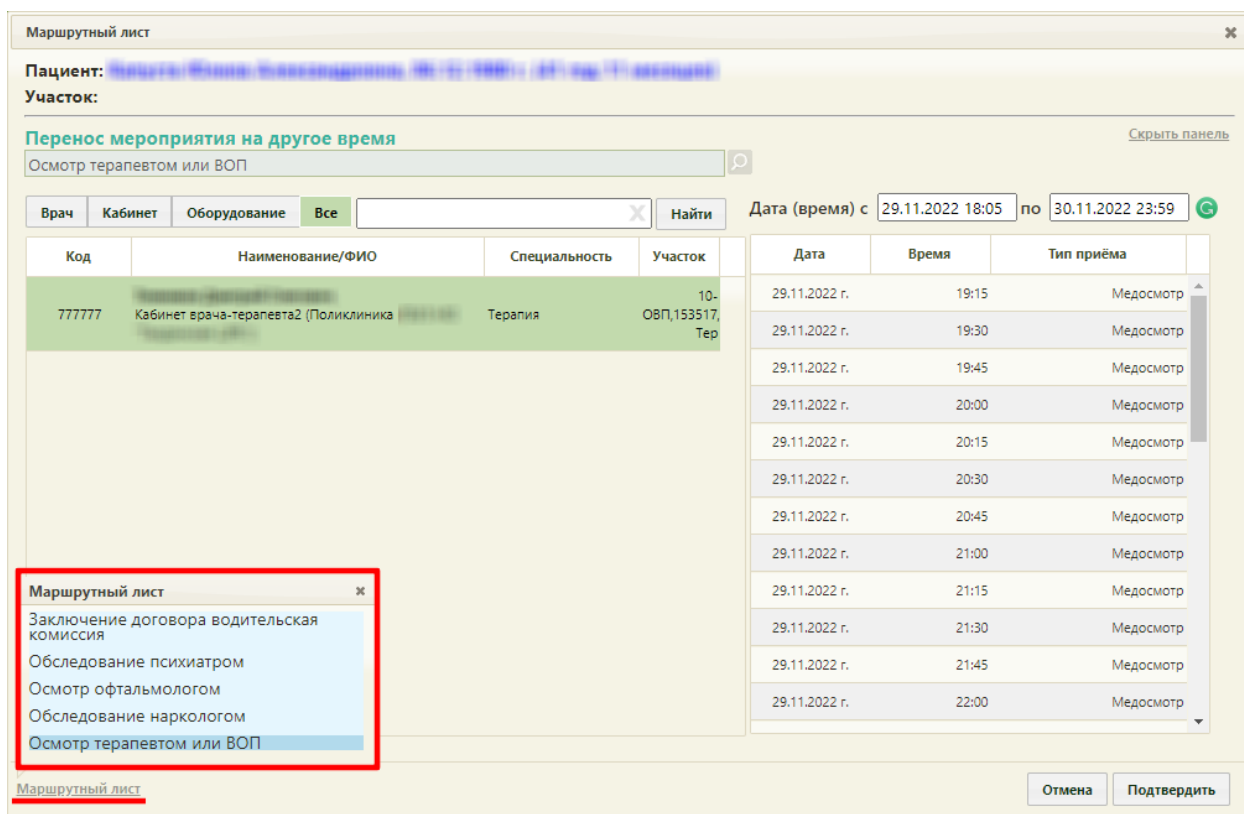 Маршрутный лист
Пациент:
Участок:
Перенос мероприятия на другое время
Скрыть панель
Осмотр терапевтом или ВОП
Врач Кабинет Оборудование Все Найти
Дата (время) с 29.11.2022 18:05 по 30.11.2022 23:59
Код Наименование/ФИО Специальность Участок
777777 Кабинет врача-терапевта2 (Поликлиника Терапия
10-
ОВП,153517,
Тер
Дата Время Тип приёма
29.11.2022 г. 19:15 Медосмотр
29.11.2022 г. 19:30 Медосмотр
29.11.2022 г. 19:45 Медосмотр
29.11.2022 г. 20:00 Медосмотр
29.11.2022 г. 20:15 Медосмотр
29.11.2022 г. 20:30 Медосмотр
29.11.2022 г. 20:45 Медосмотр
29.11.2022 г. 21:00 Медосмотр
29.11.2022 г. 21:15 Медосмотр
29.11.2022 г. 21:30 Медосмотр
29.11.2022 г. 21:45 Медосмотр
29.11.2022 г. 22:00 Медосмотр
Маршрутный лист
Заключение договора водительская
комиссия
Обследование психиатром
Осмотр офтальмологом
Обследование наркологом
Осмотр терапевтом или ВОП
Маршрутный лист
Отмена Подтвердить